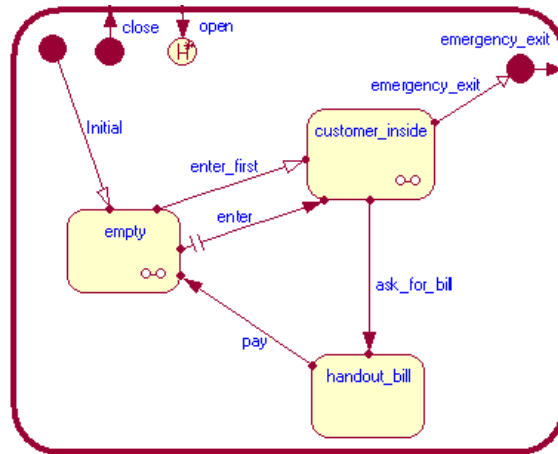 close
open
H*
emergency_exit
emergency_exit
Initial
customer_inside
enter_first
enter
empty
ask_for_bill
pay
handout_bill